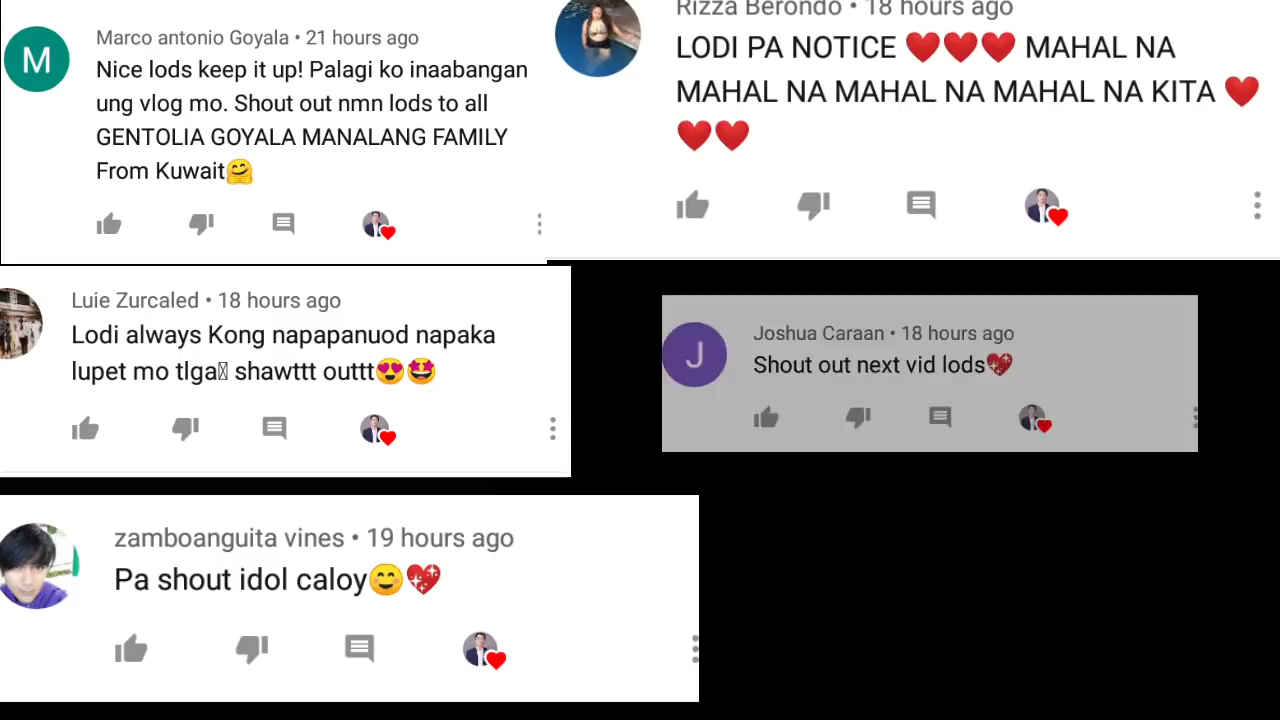 Marco antonio Goyala • 21 hours ago
Nice lods keep it up! Palagi ko inaabangan
ung vlog mo. Shout out nmn lods to all
GENTOLIA GOYALA MANALANG FAMILY
From Kuwait🤗
M
Rizza Berondo • 18 hours ago
LODI PA NOTICE ❤️❤️❤️ MAHAL NA
MAHAL NA MAHAL NA MAHAL NA KITA ❤️
❤️❤️
Luie Zurcaled • 18 hours ago
Lodi always Kong napapanuod napaka
lupet mo tlga shawttt outtt😍🤩
J
Joshua Caraan • 18 hours ago
Shout out next vid lods💖
zamboanguita vines • 19 hours ago
Pa shout idol caloy😊💖